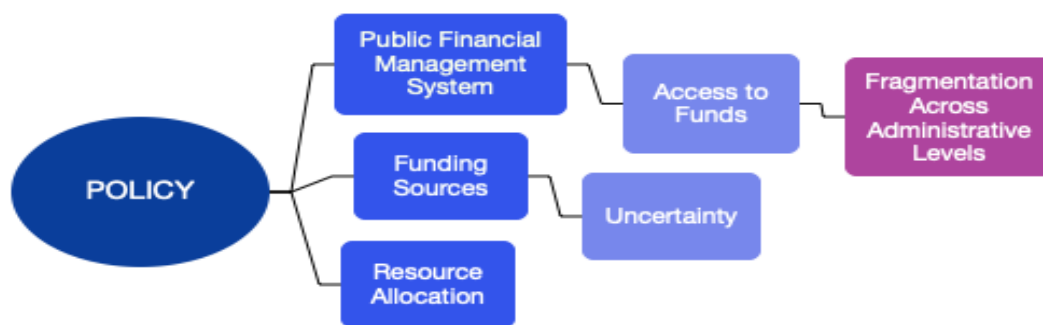 POLICY
Public Financial
Management
System
Access to
Funds
Fragmentation
Across
Administrative
Levels
Funding
Sources
Uncertainty
Resource
Allocation